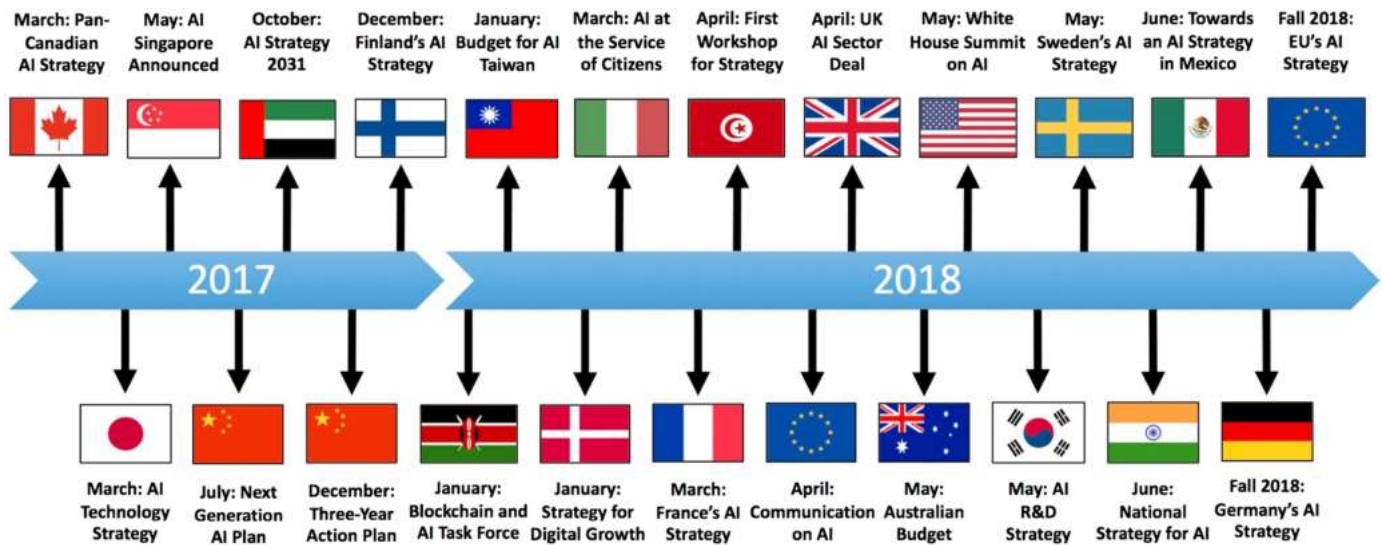 March: Pan-
Canadian
AI Strategy
May: AI
Singapore
Announced
October:
AI Strategy
2031
December:
Finland's AI
Strategy
January:
Budget for AI
Taiwan
March: AI at
the Service
of Citizens
April: First
Workshop
for Strategy
April: UK
AI Sector
Deal
May: White
House Summit
on AI
May:
Sweden's AI
Strategy
June: Towards
an AI Strategy
in Mexico
Fall 2018:
EU's AI
Strategy
2017
2018
March: AI
Technology
Strategy
July: Next
Generation
AI Plan
December:
Three-Year
Action Plan
January:
Blockchain and
AI Task Force
January:
Strategy for
Digital Growth
March:
France's AI
Strategy
April:
Communication
on AI
May:
Australian
Budget
May: AI
R&D
Strategy
June:
National
Strategy for AI
Fall 2018:
Germany's AI
Strategy